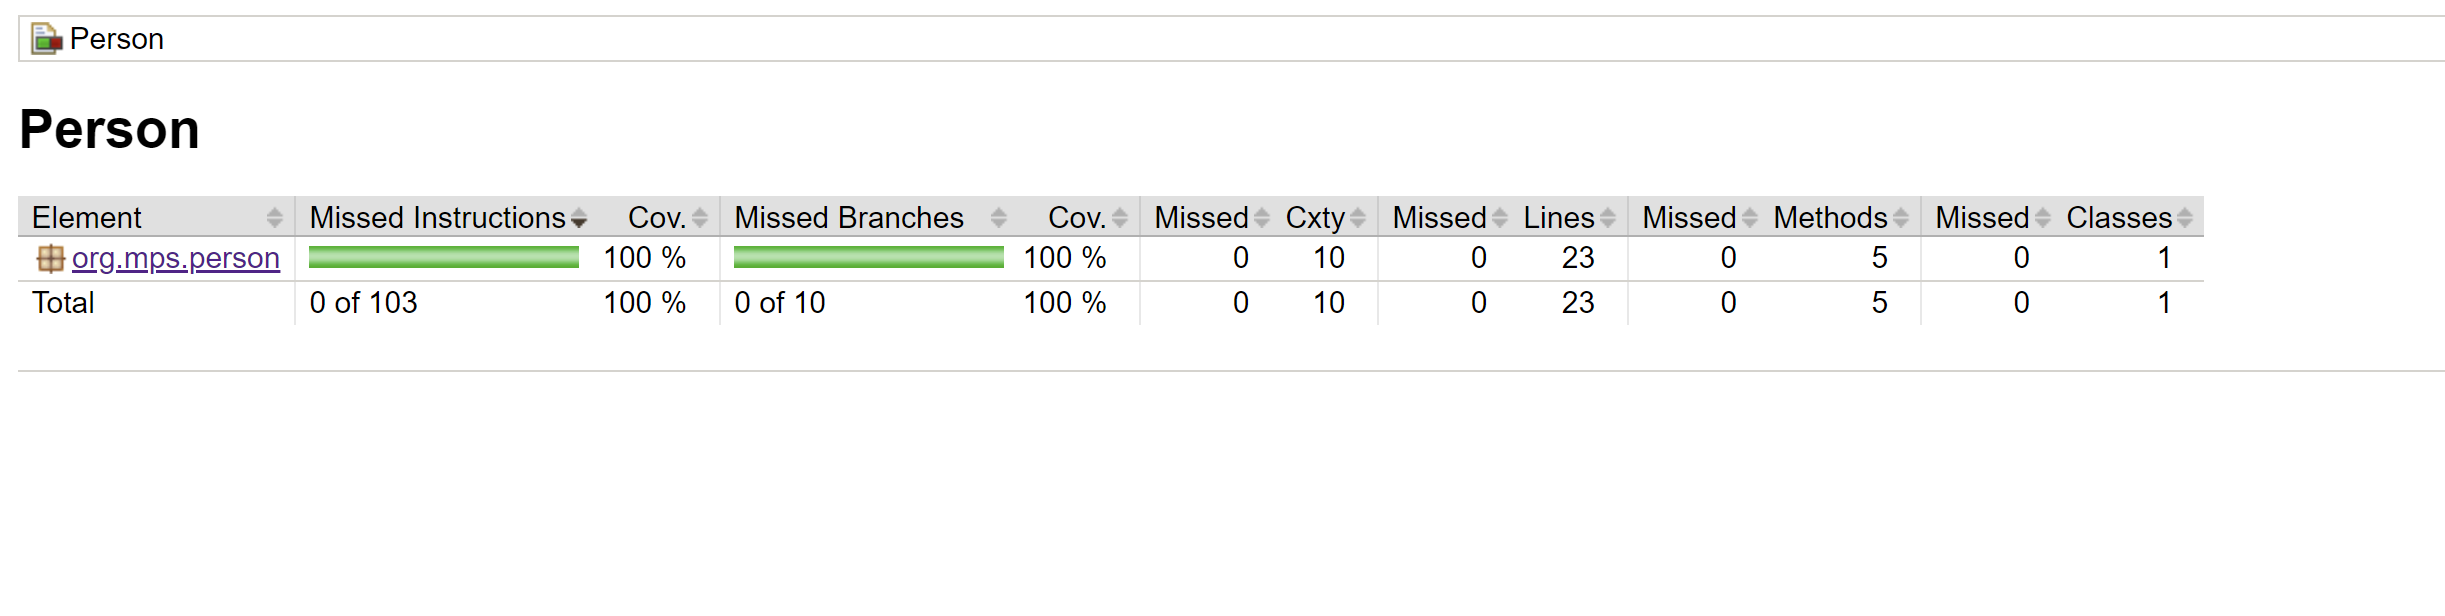 Person
Person
Element Missed Instructions Cov. Missed Branches Cov. Missed Cxty Missed Lines Missed Methods Missed Classes
org.mps.person 100 % 100 % 0 10 0 23 0 5 0 1
Total 0 of 103 100 % 0 of 10 100 % 0 10 0 23 0 5 0 1